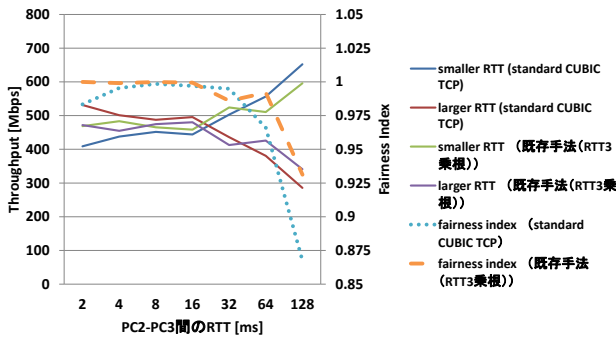 800
700
600
500
400
300
200
100
0
Throughput [Mbps]
1.05
1.025
1
0.975
0.95
0.925
0.9
0.875
0.85
Fairness Index
2 4 8 16 32 64 128
PC2-PC3間のRTT [ms]
smaller RTT (standard CUBIC
TCP)
larger RTT (standard CUBIC
TCP)
smaller RTT （既存手法（RTT3
乗根））
larger RTT （既存手法（RTT3乗
根））
fairness index （standard
CUBIC TCP）
fairness index （既存手法
（RTT3乗根））